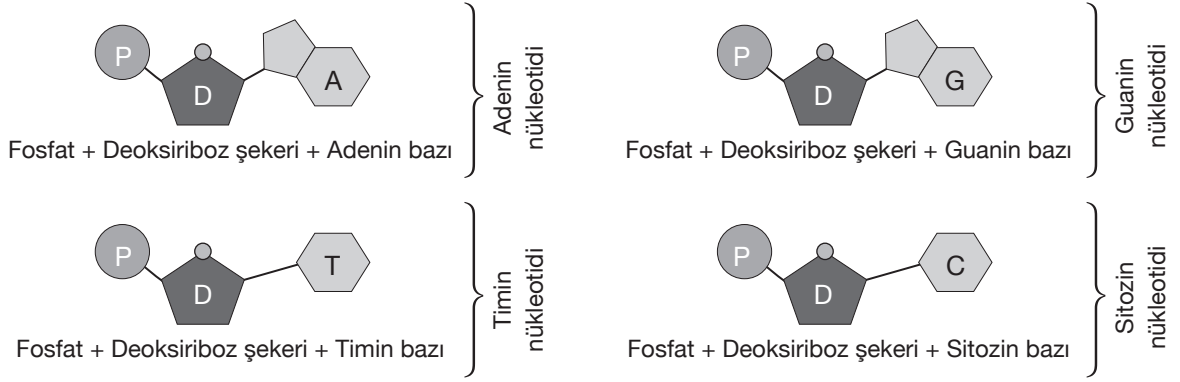 P
D
A
Fosfat + Deoksiriboz şekeri + Adenin bazı
Adenin
nükleotidi
P
D
G
Fosfat + Deoksiriboz şekeri + Guanin bazı
Guanin
nükleotidi
P
D
T
Fosfat + Deoksiriboz şekeri + Timin bazı
Timin
nükleotidi
P
D
C
Fosfat + Deoksiriboz şekeri + Sitozin bazı
Sitozin
nükleotidi